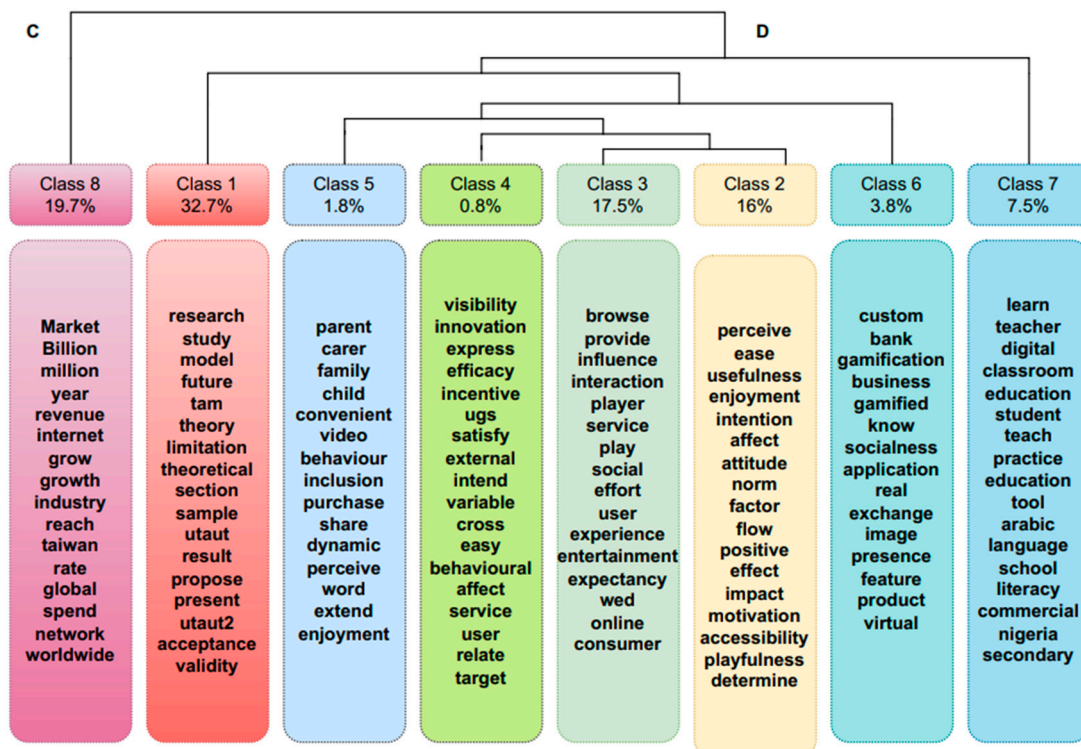 C
D
Class 8
19.7%
Class 1
32.7%
Class 5
1.8%
Class 4
0.8%
Class 3
17.5%
Class 2
16%
Class 6
3.8%
Class 7
7.5%
Market
Billion
million
year
revenue
internet
grow
growth
industry
reach
taiwan
rate
global
spend
network
worldwide
research
study
model
future
tam
theory
limitation
theoretical
section
sample
utaut
result
propose
present
utaut2
acceptance
validity
parent
carer
family
child
convenient
video
behaviour
inclusion
purchase
share
dynamic
perceive
word
extend
enjoyment
visibility
innovation
express
efficacy
incentive
ugs
satisfy
external
intend
variable
cross
easy
behavioural
affect
service
user
relate
target
browse
provide
influence
interaction
player
service
play
social
effort
user
experience
entertainment
expectancy
wed
online
consumer
perceive
ease
usefulness
enjoyment
intention
affect
attitude
norm
factor
flow
positive
effect
impact
motivation
accessibility
playfulness
determine
custom
bank
gamification
business
gamified
know
socialness
application
real
exchange
image
presence
feature
product
virtual
learn
teacher
digital
classroom
education
student
teach
practice
education
tool
arabic
language
school
literacy
commercial
nigeria
secondary